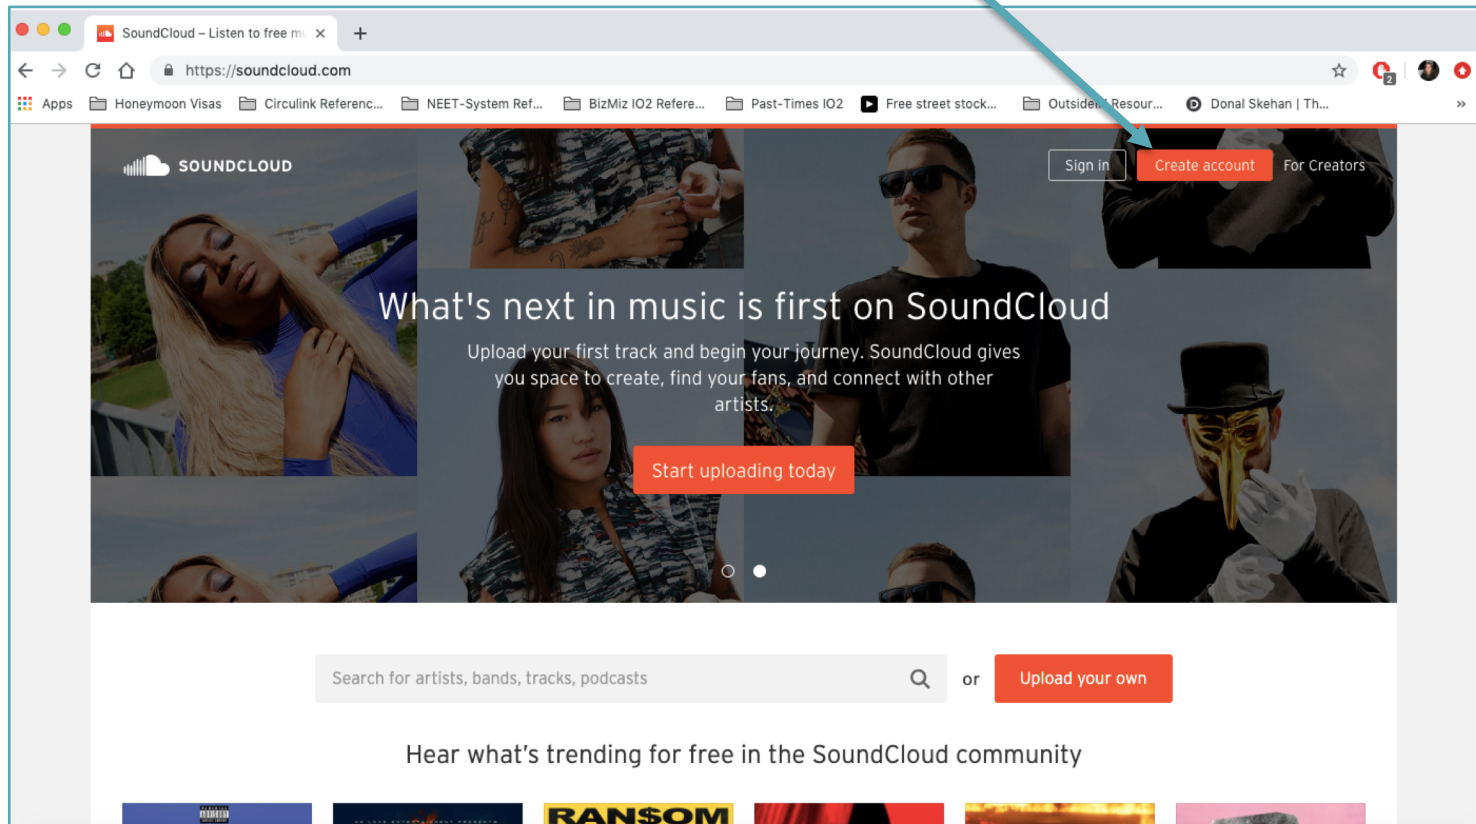 SoundCloud – Listen to free mu
https://soundcloud.com
2
Apps Honeymoon Visas Circulink Referenc... NEET-System Ref... BizMiz IO2 Refere... Past-Times IO2 Free street stock... Resour... Donal Skehan | Th... »
SOUNDCLOUD
Sign in Create account For Creators
What's next in music is first on SoundCloud
Upload your first track and begin your journey. SoundCloud gives
you space to create, find your fans, and connect with other
artists.
Start uploading today
Search for artists, bands, tracks, podcasts or Upload your own
Hear what's trending for free in the SoundCloud community
RAN$OM